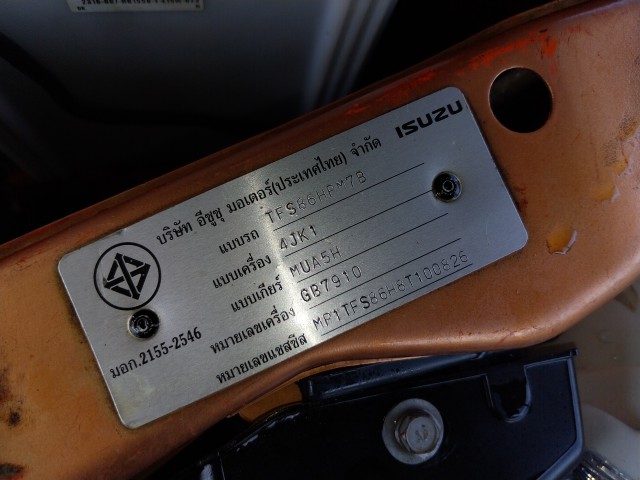 ISUZU
บริษัท อีซูซุ มอเตอร์(ประเทศไทย) จำกัด
แบบรถ TFS86HPM7B
แบบเครื่อง 4JK1
แบบเกียร์ MUA5H
หมายเลขเครื่อง GB7910
หมายเลขแชสซีส MP1TFS86H8T100826
มอก.2155-2546